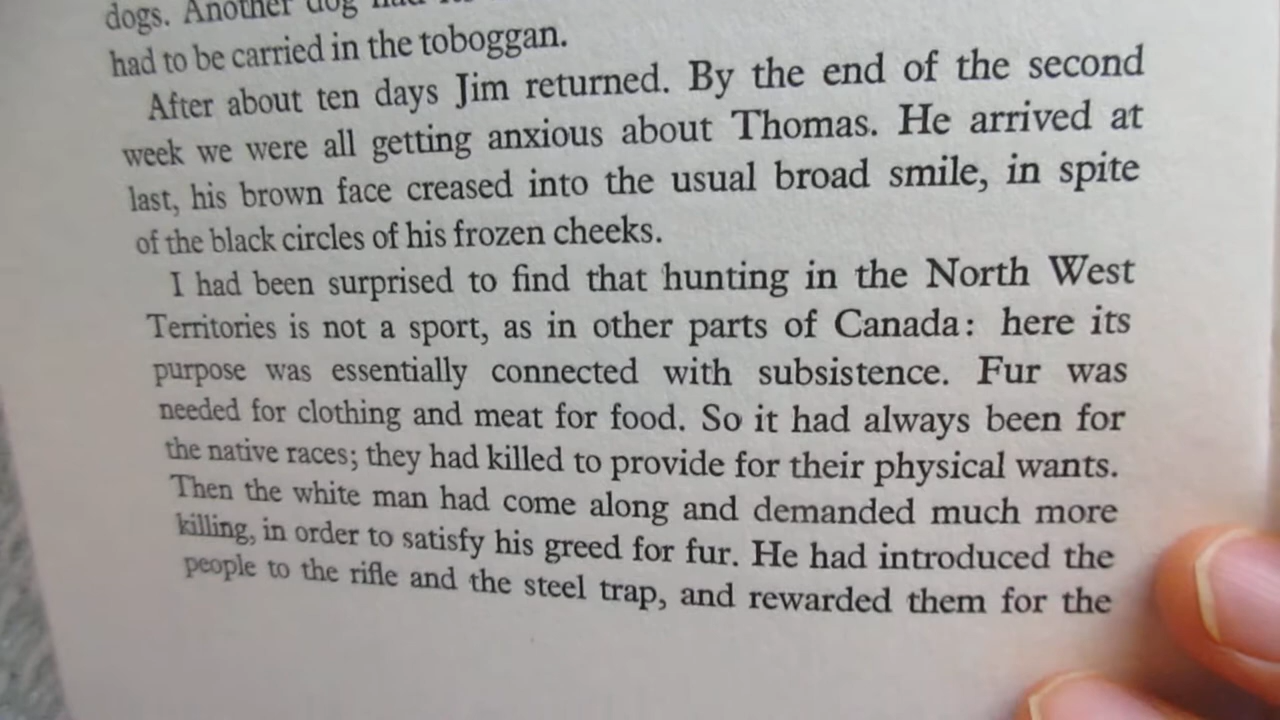 dogs. Another dog had
had to be carried in the toboggan.
After about ten days Jim returned. By the end of the second
week we were all getting anxious about Thomas. He arrived at
last, his brown face creased into the usual broad smile, in spite
of the black circles of his frozen cheeks.
I had been surprised to find that hunting in the North West
Territories is not a sport, as in other parts of Canada: here its
purpose was essentially connected with subsistence. Fur was
needed for clothing and meat for food. So it had always been for
the native races; they had killed to provide for their physical wants.
Then the white man had come along and demanded much more
killing, in order to satisfy his greed for fur. He had introduced the
people to the rifle and the steel trap, and rewarded them for the